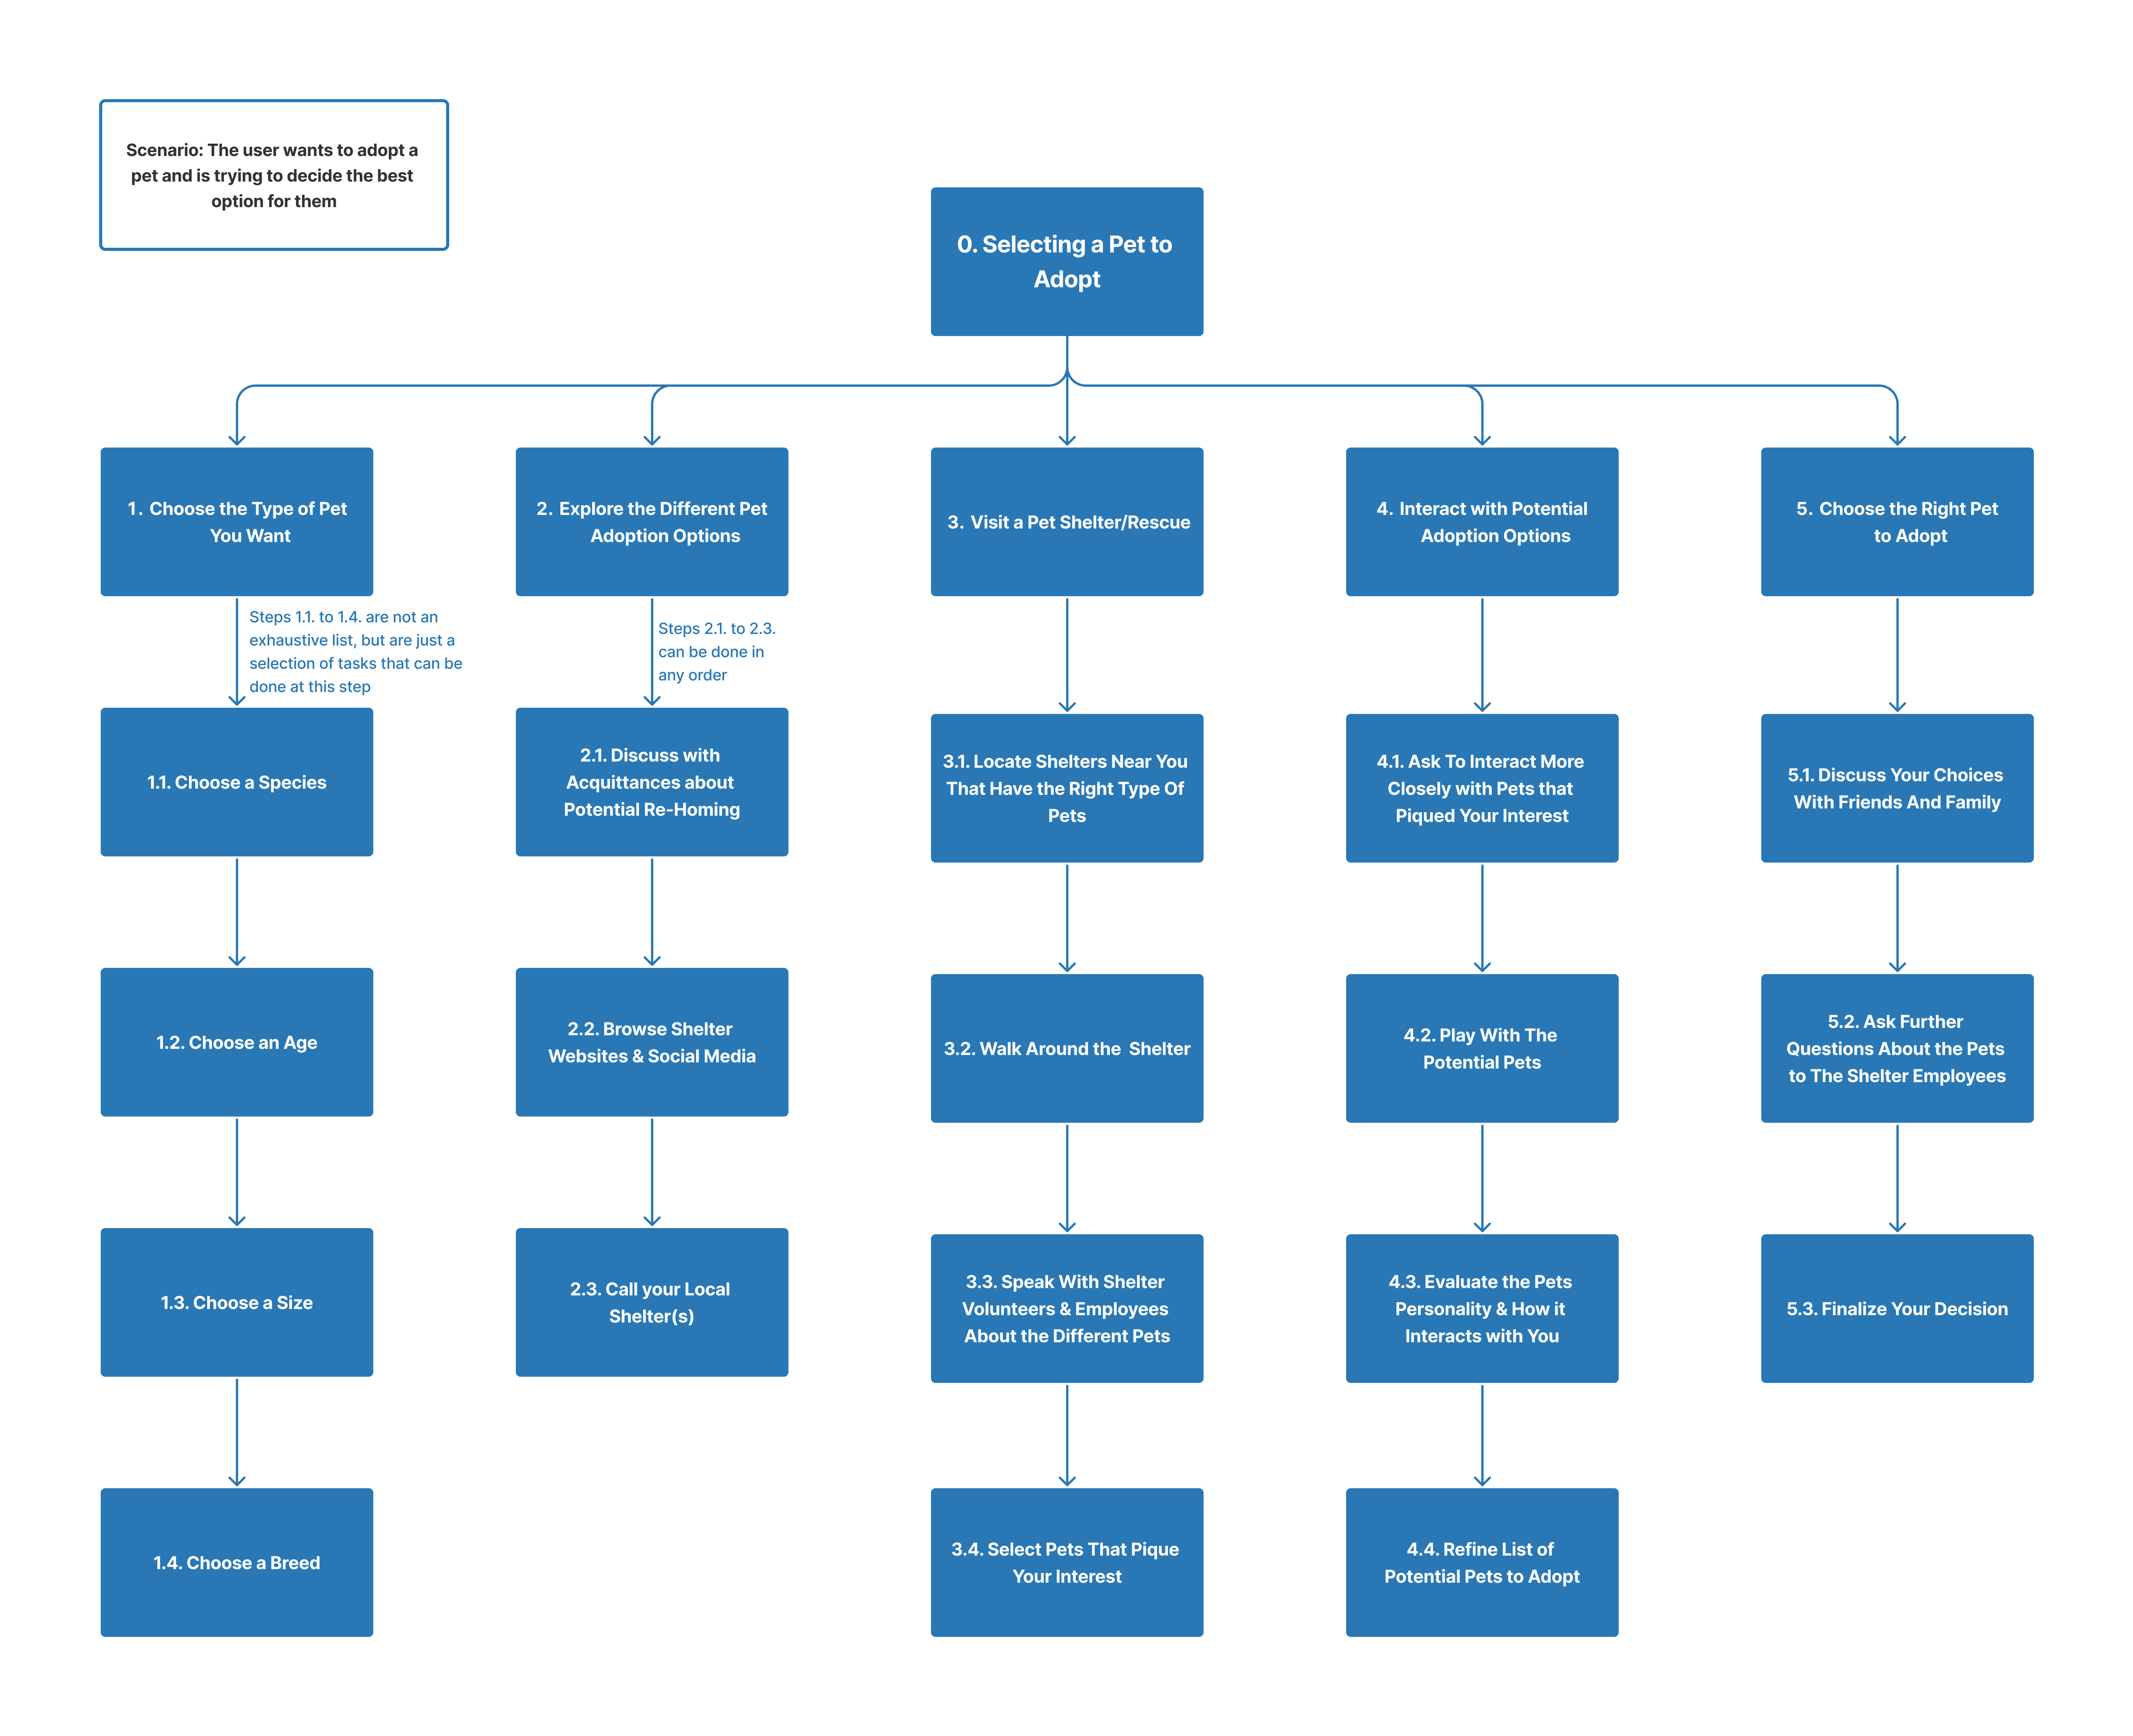 Scenario: The user wants to adopt a
pet and is trying to decide the best
option for them
0. Selecting a Pet to
Adopt
1. Choose the Type of Pet
You Want
2. Explore the Different Pet
Adoption Options
3. Visit a Pet Shelter/Rescue
4. Interact with Potential
Adoption Options
5. Choose the Right Pet
to Adopt
Steps 1.1. to 1.4. are not an
exhaustive list, but are just a
selection of tasks that can be
done at this step
Steps 2.1. to 2.3.
can be done in
any order
1.1. Choose a Species
2.1. Discuss with
Acquittances about
Potential Re-Homing
3.1. Locate Shelters Near You
That Have the Right Type Of
Pets
4.1. Ask To Interact More
Closely with Pets that
Piqued Your Interest
5.1. Discuss Your Choices
With Friends And Family
1.2. Choose an Age
2.2. Browse Shelter
Websites & Social Media
3.2. Walk Around the  Shelter
4.2. Play With The
Potential Pets
5.2. Ask Further
Questions About the Pets
to The Shelter Employees
1.3. Choose a Size
2.3. Call your Local
Shelter(s)
3.3. Speak With Shelter
Volunteers & Employees
About the Different Pets
4.3. Evaluate the Pets
Personality & How it
Interacts with You
5.3. Finalize Your Decision
1.4. Choose a Breed
3.4. Select Pets That Pique
Your Interest
4.4. Refine List of
Potential Pets to Adopt